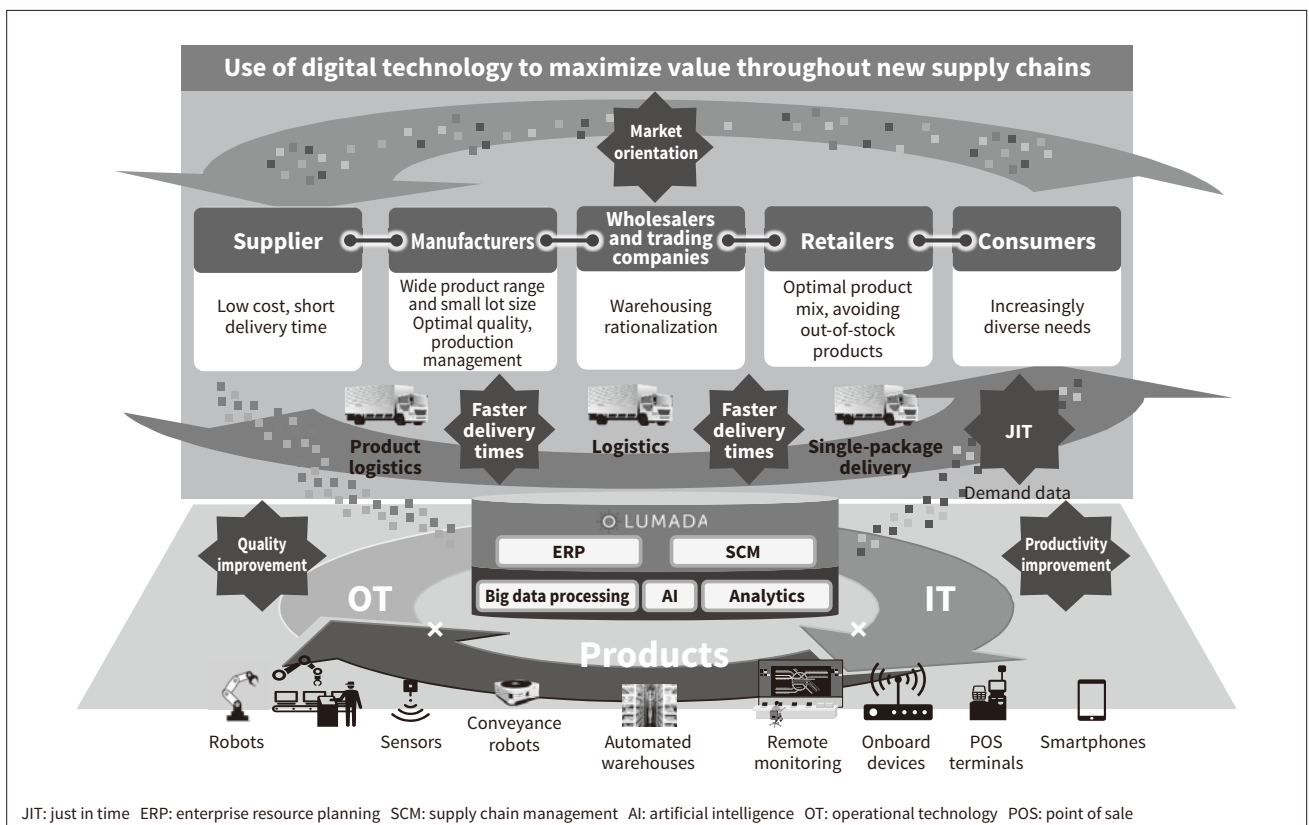 Use of digital technology to maximize value throughout new supply chains
Market
orientation
Supplier
Manufacturers
Wholesalers
and trading
companies
Retailers
Consumers
Low cost, short
delivery time
Wide product range
and small lot size
Optimal quality,
production
management
Warehousing
rationalization
Optimal product
mix, avoiding
out-of-stock
products
Increasingly
diverse needs
Product
logistics
Faster
delivery
times
Logistics
Faster
delivery
times
Single-package
delivery
JIT
Demand data
Quality
improvement
LUMADA
ERP
SCM
Big data processing
AI
Analytics
Productivity
improvement
OT
×
Products
×
IT
Robots
Sensors
Conveyance
robots
Automated
warehouses
Remote
monitoring
Onboard
devices
POS
terminals
Smartphones
JIT: just in time ERP: enterprise resource planning SCM: supply chain management AI: artificial intelligence OT: operational technology POS: point of sale